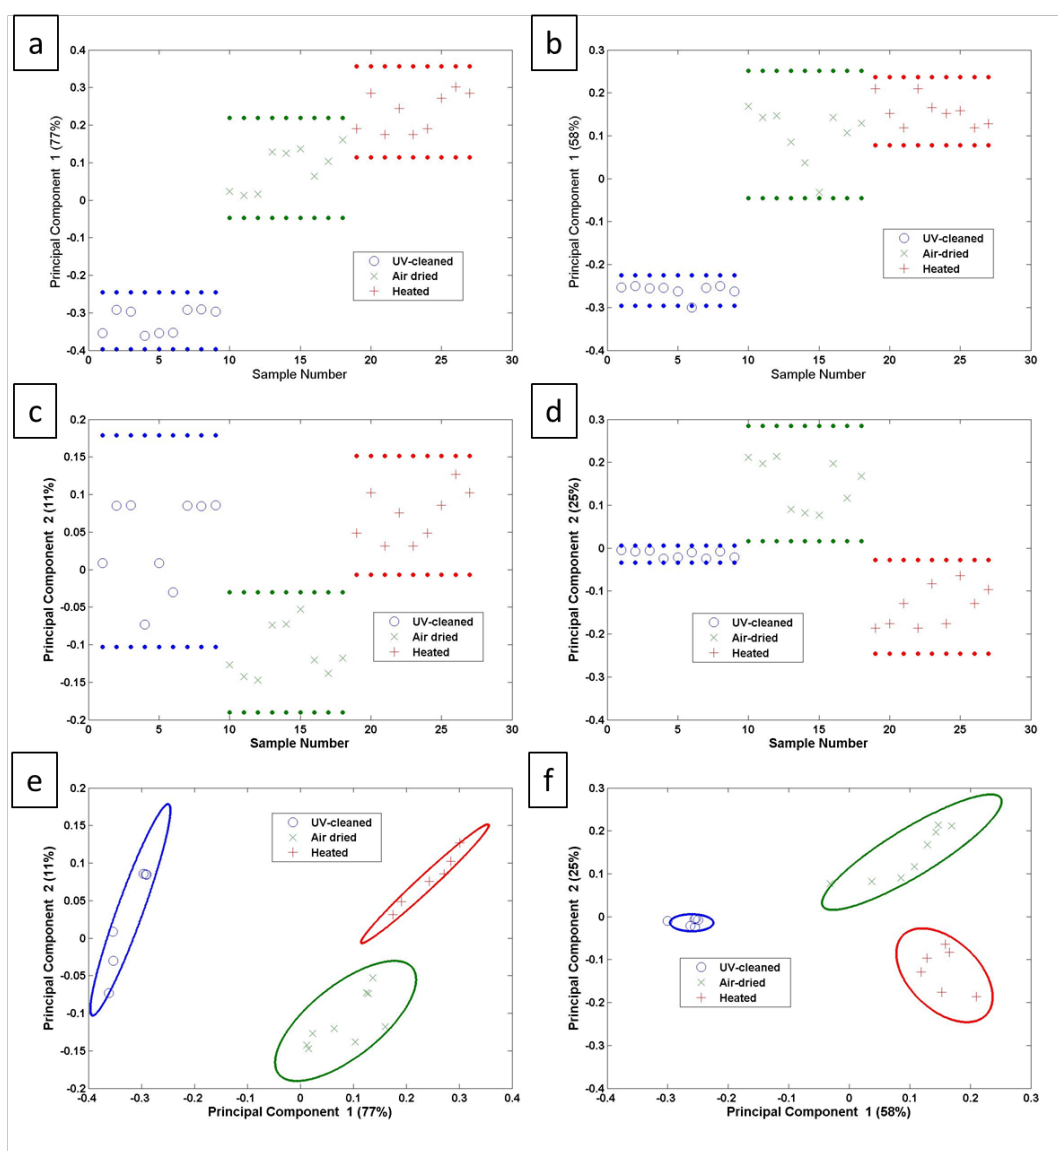 a
Principal Component 1 (77%)
0.4
0.3
0.2
0.1
0
-0.1
-0.2
-0.3
-0.4
0 5 10 15 20 25 30
Sample Number
UV-cleaned
Air dried
Heated
b
Principal Component 1 (58%)
0.3
0.2
0.1
0
-0.1
-0.2
-0.3
-0.4
0 5 10 15 20 25 30
Sample Number
UV-cleaned
Air-dried
Heated
c
Principal Component 2 (11%)
0.2
0.15
0.1
0.05
0
-0.05
-0.1
-0.15
-0.2
0 5 10 15 20 25 30
Sample Number
UV-cleaned
Air dried
Heated
d
Principal Component 2 (25%)
0.3
0.2
0.1
0
-0.1
-0.2
-0.3
-0.4
0 5 10 15 20 25 30
Sample Number
UV-cleaned
Air-dried
Heated
e
Principal Component 2 (11%)
0.2
0.15
0.1
0.05
0
-0.05
-0.1
-0.15
-0.2
-0.4 -0.3 -0.2 -0.1 0 0.1 0.2 0.3 0.4
Principal Component 1 (77%)
UV-cleaned
Air dried
Heated
f
Principal Component 2 (25%)
0.3
0.2
0.1
0
-0.1
-0.2
-0.3
-0.4
-0.4 -0.3 -0.2 -0.1 0 0.1 0.2 0.3
Principal Component 1 (58%)
UV-cleaned
Air-dried
Heated